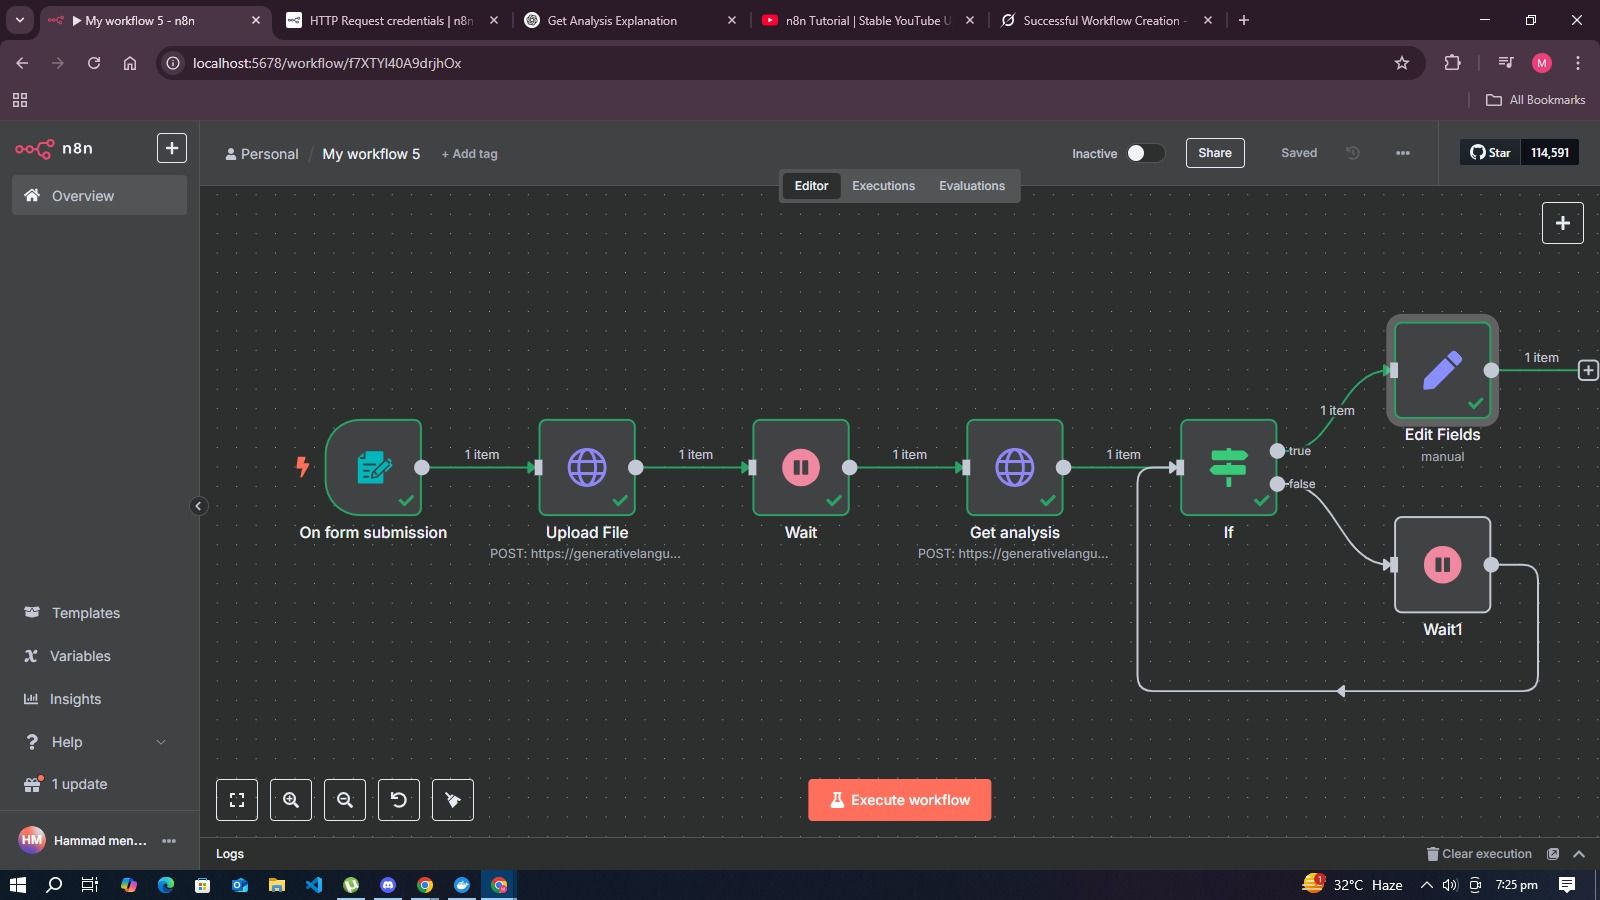 My workflow 5 - n8n
HTTP Request credentials | n8n
Get Analysis Explanation
n8n Tutorial | Stable YouTube U
Successful Workflow Creation -
M
All Bookmarks
n8n
Personal / My workflow 5 + Add tag
Inactive
Share
Saved
Star 114,591
Overview
Editor Executions Evaluations
1 item
1 item
true
Edit Fields
manual
1 item
1 item
1 item
1 item
false
On form submission
Upload File
POST: https://generativelangu...
Wait
Get analysis
POST: https://generativelangu...
If
Wait1
Templates
Variables
Insights
Help
1 update
Execute workflow
HM Hammad men...
Logs
Clear execution
1
32°C Haze
7:25 pm